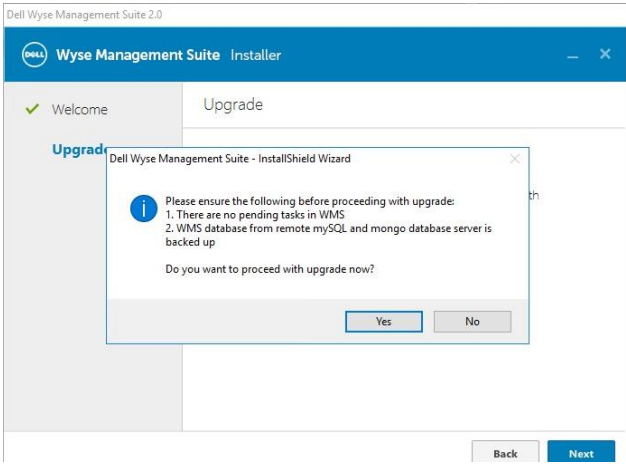 Dell Wyse Management Suite 2.0
DELL Wyse Management Suite Installer
Welcome
Upgrade
Upgrade
Dell Wyse Management Suite - InstallShield Wizard
Please ensure the following before proceeding with upgrade:
1. There are no pending tasks in WMS
2. WMS database from remote mySQL and mongo database server is
backed up
Do you want to proceed with upgrade now?
Yes No
Back Next